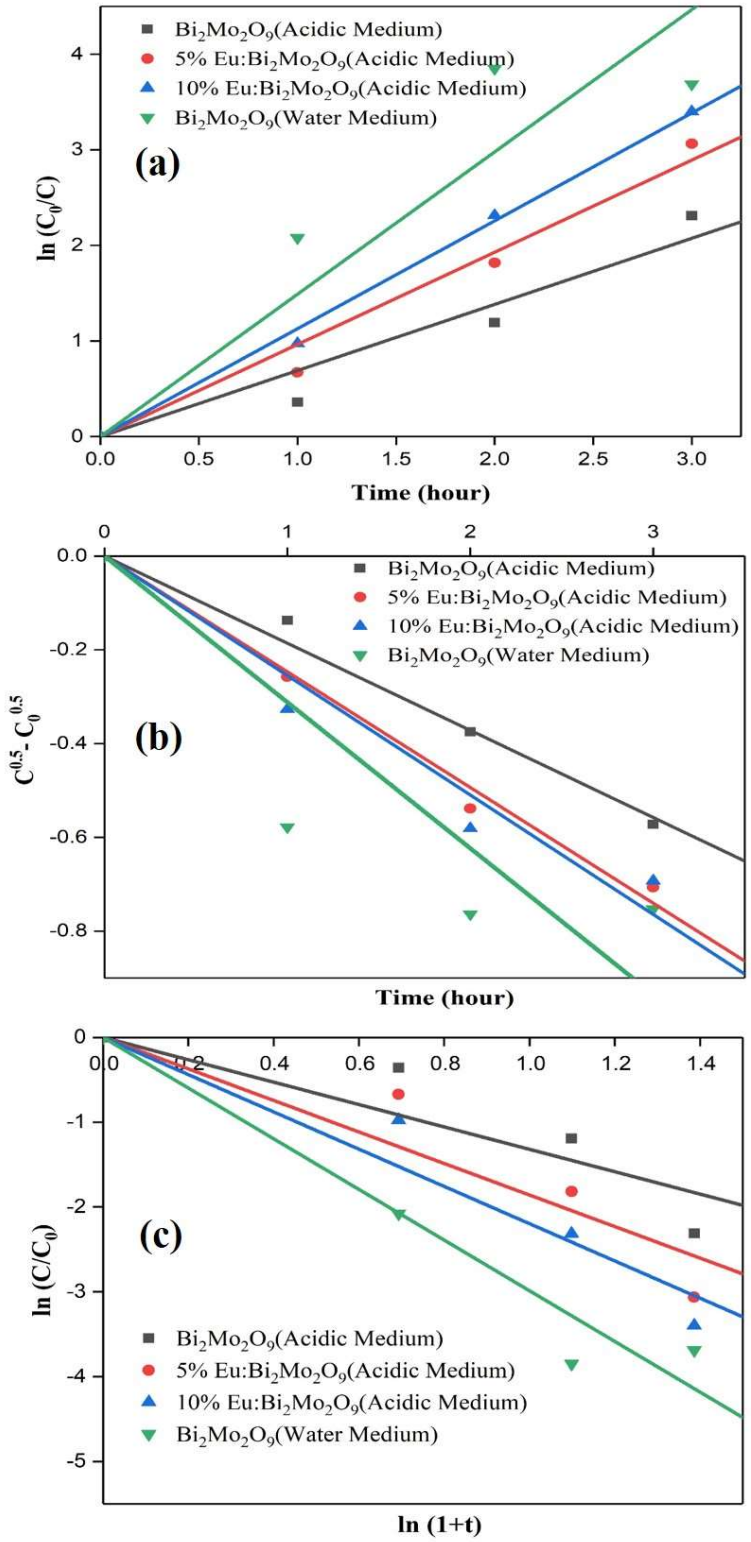 Bi₂Mo₂O₉(Acidic Medium)
5% Eu:Bi₂Mo₂O₉(Acidic Medium)
10% Eu:Bi₂Mo₂O₉(Acidic Medium)
Bi₂Mo₂O₉(Water Medium)
(a)
4
3
2
1
0
ln (C₀/C)
0.0 0.5 1.0 1.5 2.0 2.5 3.0
Time (hour)
0 1 2 3
0.0
-0.2
-0.4
-0.6
-0.8
Bi₂Mo₂O₉(Acidic Medium)
5% Eu:Bi₂Mo₂O₉(Acidic Medium)
10% Eu:Bi₂Mo₂O₉(Acidic Medium)
Bi₂Mo₂O₉(Water Medium)
(b)
C⁰·⁵- C₀⁰·⁵
Time (hour)
0
-1
-2
-3
-4
-5
0.0 0.2 0.4 0.6 0.8 1.0 1.2 1.4
(c)
ln (C/C₀)
Bi₂Mo₂O₉(Acidic Medium)
5% Eu:Bi₂Mo₂O₉(Acidic Medium)
10% Eu:Bi₂Mo₂O₉(Acidic Medium)
Bi₂Mo₂O₉(Water Medium)
ln (1+t)